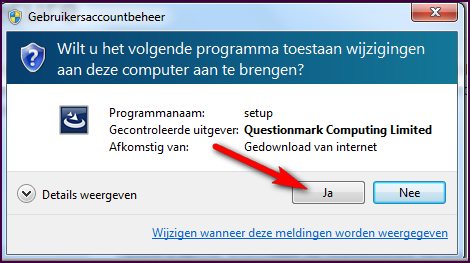 Gebruikersaccountbeheer
Wilt u het volgende programma toestaan wijzigingen
aan deze computer aan te brengen?
Programmanaam: setup
Gecontroleerde uitgever: Questionmark Computing Limited
Afkomstig van: Gedownload van internet
Details weergeven
Ja
Nee
Wijzigen wanneer deze meldingen worden weergegeven